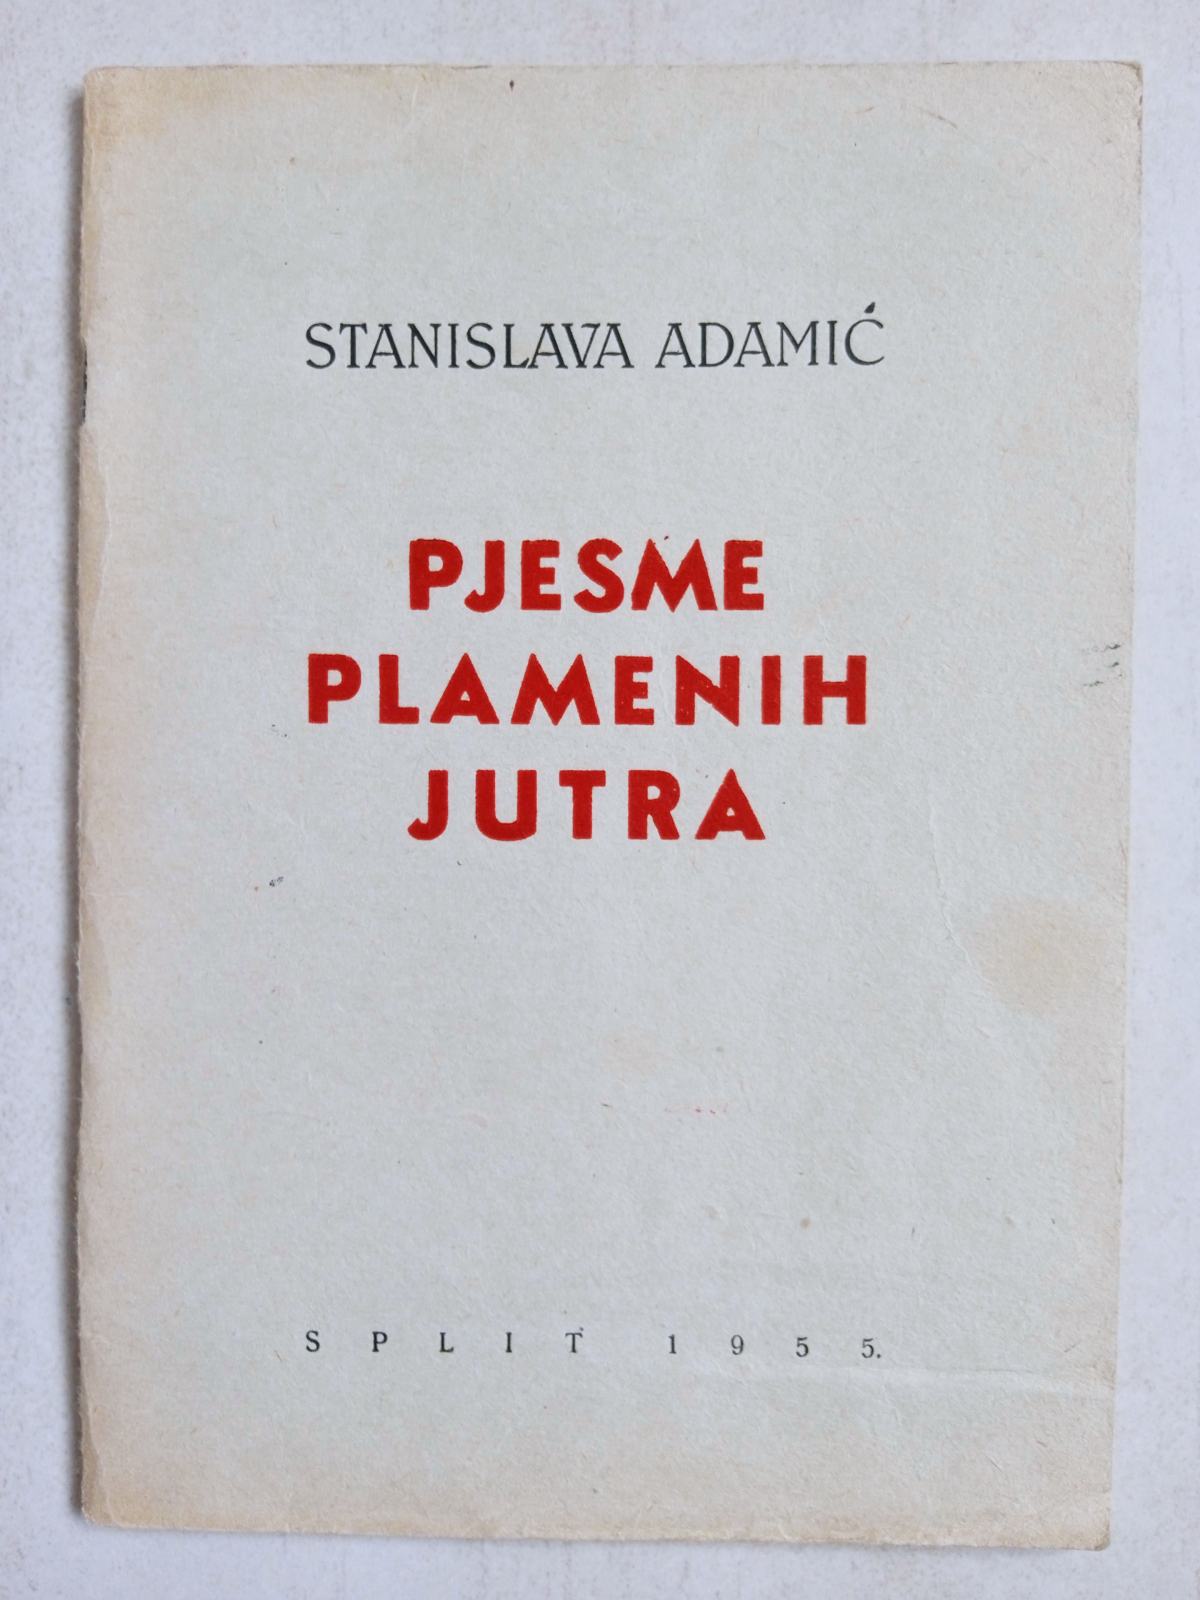 STANISLAVA ADAMIĆ
PJESME
PLAMENIH
JUTRA
SPLIT 1955.